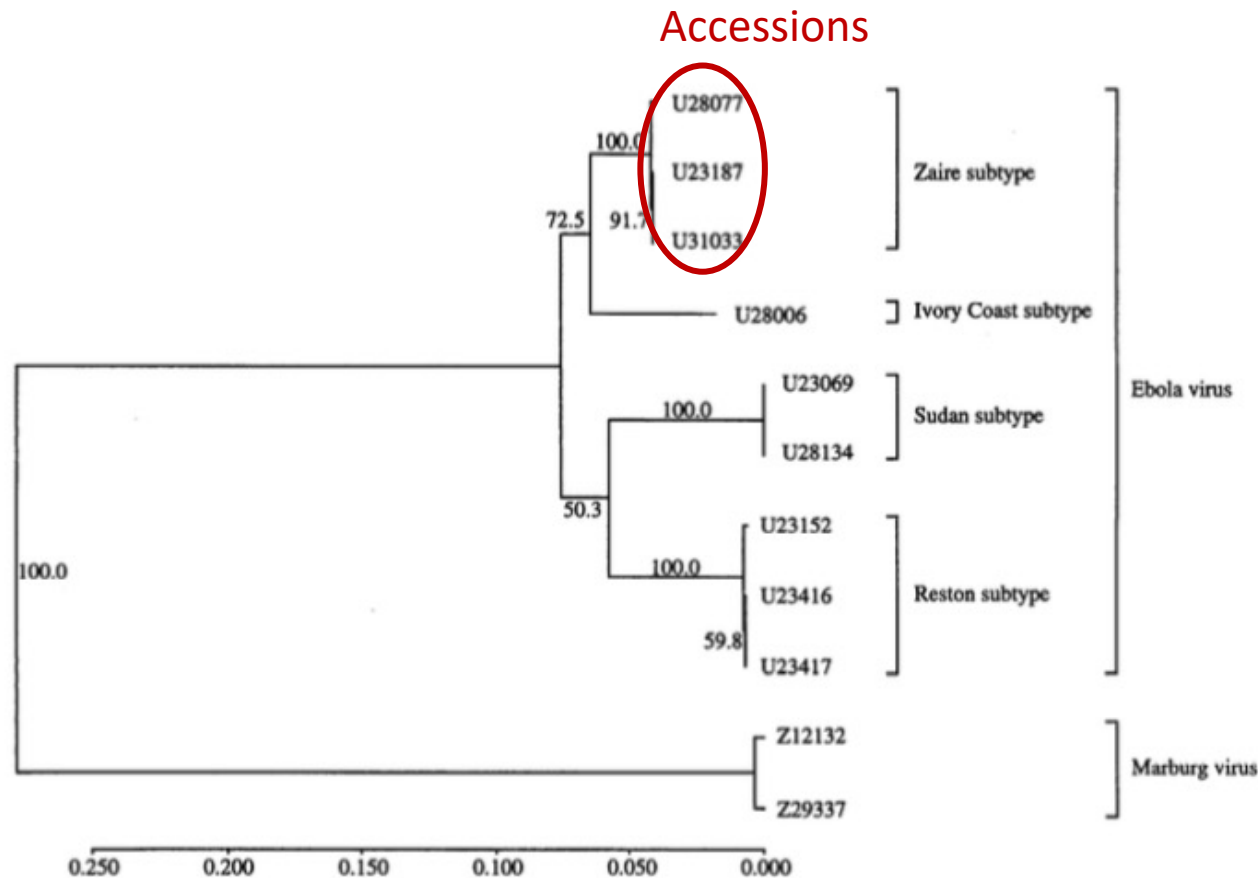 Accessions
U28077
100.0
U23187
Zaire subtype
72.5
91.7
U31033
U28006
Ivory Coast subtype
U23069
Ebola virus
100.0
Sudan subtype
U28134
50.3
U23152
100.0
100.0
U23416
Reston subtype
59.8
U23417
Z12132
Marburg virus
Z29337
0.250 0.200 0.150 0.100 0.050 0.000